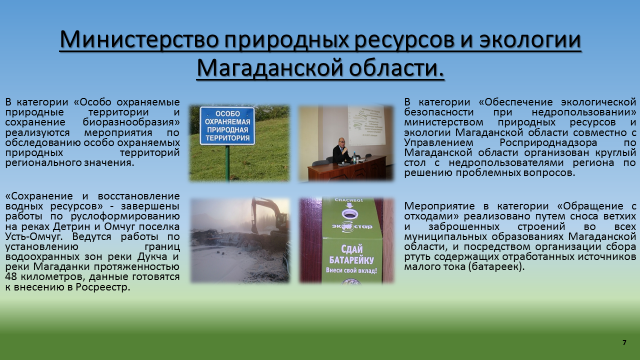 Министерство природных ресурсов и экологии
Магаданской области.
В категории «Особо охраняемые
природные территории и
сохранение биоразнообразия»
реализуются мероприятия по
обследованию особо охраняемых
природных территорий
регионального значения.
«Сохранение и восстановление
водных ресурсов» - завершены
работы по руслоформированию
на реках Детрин и Омчуг поселка
Усть-Омчуг. Ведутся работы по
установлению границ
водоохранных зон реки Дукча и
реки Магаданки протяженностью
48 километров, данные готовятся
к внесению в Росреестр.
ОСОБО
ОХРАНЯЕМАЯ
ПРИРОДНАЯ
ТЕРРИТОРИЯ
СДАЙ
БАТАРЕЙКУ
Внеси свой вклад!
В категории «Обеспечение экологической
безопасности при недропользовании»
министерством природных ресурсов и
экологии Магаданской области совместно с
Управлением Росприроднадзора по
Магаданской области организован круглый
стол с недропользователями региона по
решению проблемных вопросов.
Мероприятие в категории «Обращение с
отходами» реализовано путем сноса ветхих
и заброшенных строений во всех
муниципальных образованиях Магаданской
области, и посредством организации сбора
ртуть содержащих отработанных источников
малого тока (батареек).
7